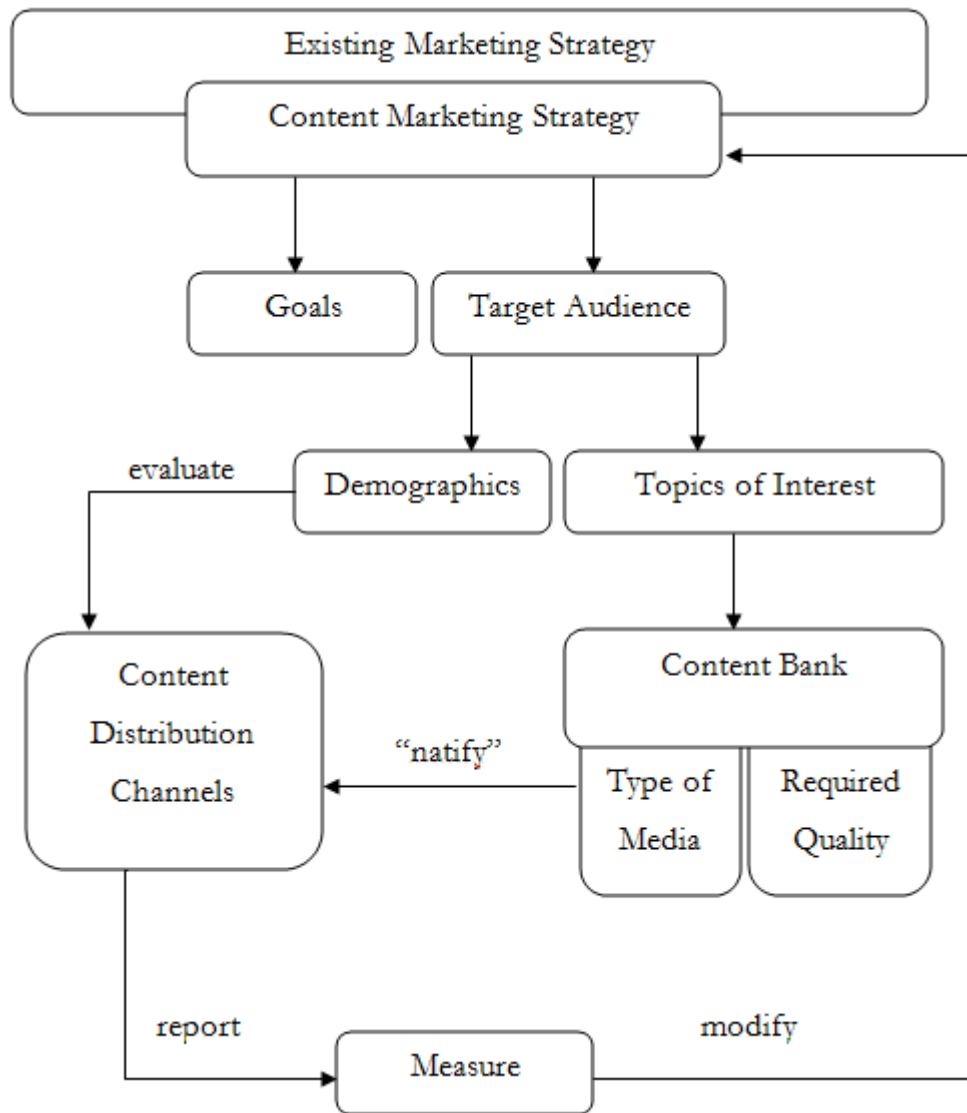 Existing Marketing Strategy
Content Marketing Strategy
Goals
Target Audience
evaluate
Demographics
Topics of Interest
Content
Distribution
Channels
Content Bank
“natify”
Type of
Media
Required
Quality
report
Measure
modify